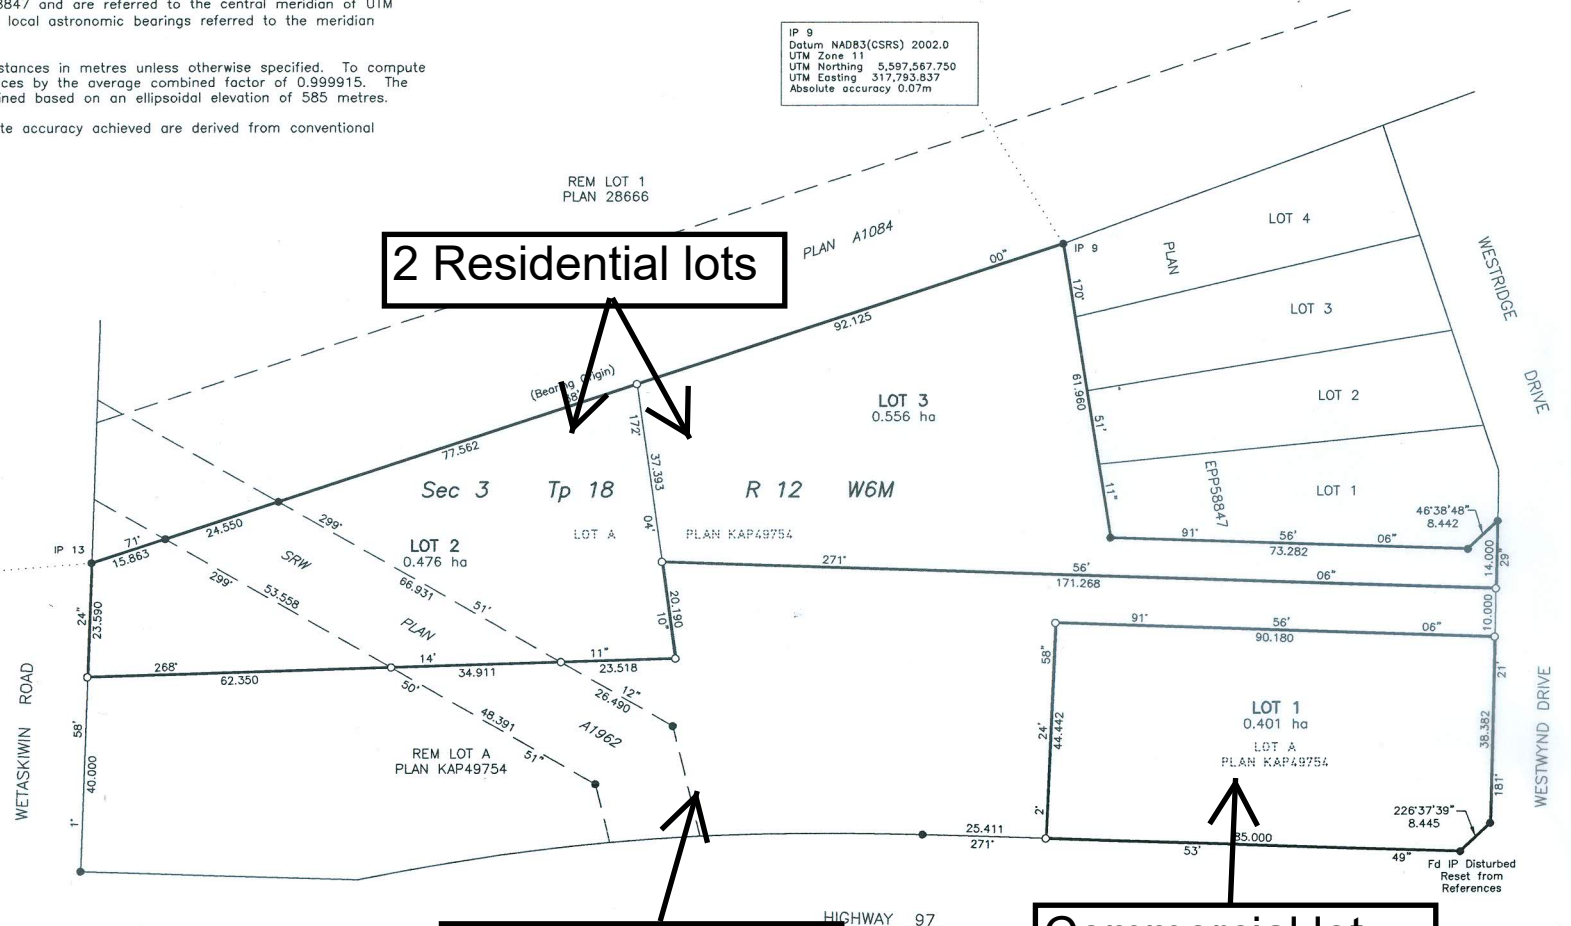 8847 and are referred to the central meridian of UTM
local astronomic bearings referred to the meridian
stances in metres unless otherwise specified. To compute
ces by the average combined factor of 0.999915. The
ined based on an ellipsoidal elevation of 585 metres.
te accuracy achieved are derived from conventional
IP 9
Datum NAD83(CSRS) 2002.0
UTM Zone 11
UTM Northing 5,597,567.750
UTM Easting 317,793.837
Absolute accuracy 0.07m
REM LOT 1
PLAN 28666
PLAN A1084
2 Residential lots
00"
IP 9
PLAN
LOT 4
WESTRIDGE
DRIVE
170'
92.125
LOT 3
(Bearing Origin)
LOT 3
0.556 ha
61.960
51'
LOT 2
172'
77.562
37.393
04'
Sec 3 Tp 18 R 12 W6M
11"
EPP58847
LOT 1
46°38'48"
8.442
299'
24.550
71'
15.863
IP 13
LOT A PLAN KAP49754
LOT 2
0.476 ha
SRW
91' 56' 06"
73.282
14.000
29"
271' 56' 06"
171.268
299'
53.558
66.931
51'
24"
23.590
20.190
10"
10.000
PLAN
91' 56' 06"
90.180
268'
62.350
14'
34.911
11"
23.518
58"
21'
50'
12"
26.490
WETASKIWIN ROAD
48.391
A1962
51"
58'
REM LOT A
PLAN KAP49754
24'
44.442
LOT 1
0.401 ha
LOT A
PLAN KAP49754
38.382
WESTWYND DRIVE
40.000
1"
2'
181'
226°37'39"
8.445
25.411
271'
85.000
53' 49"
Fd IP Disturbed
Reset from
References
HIGHWAY 97
Commercial lot